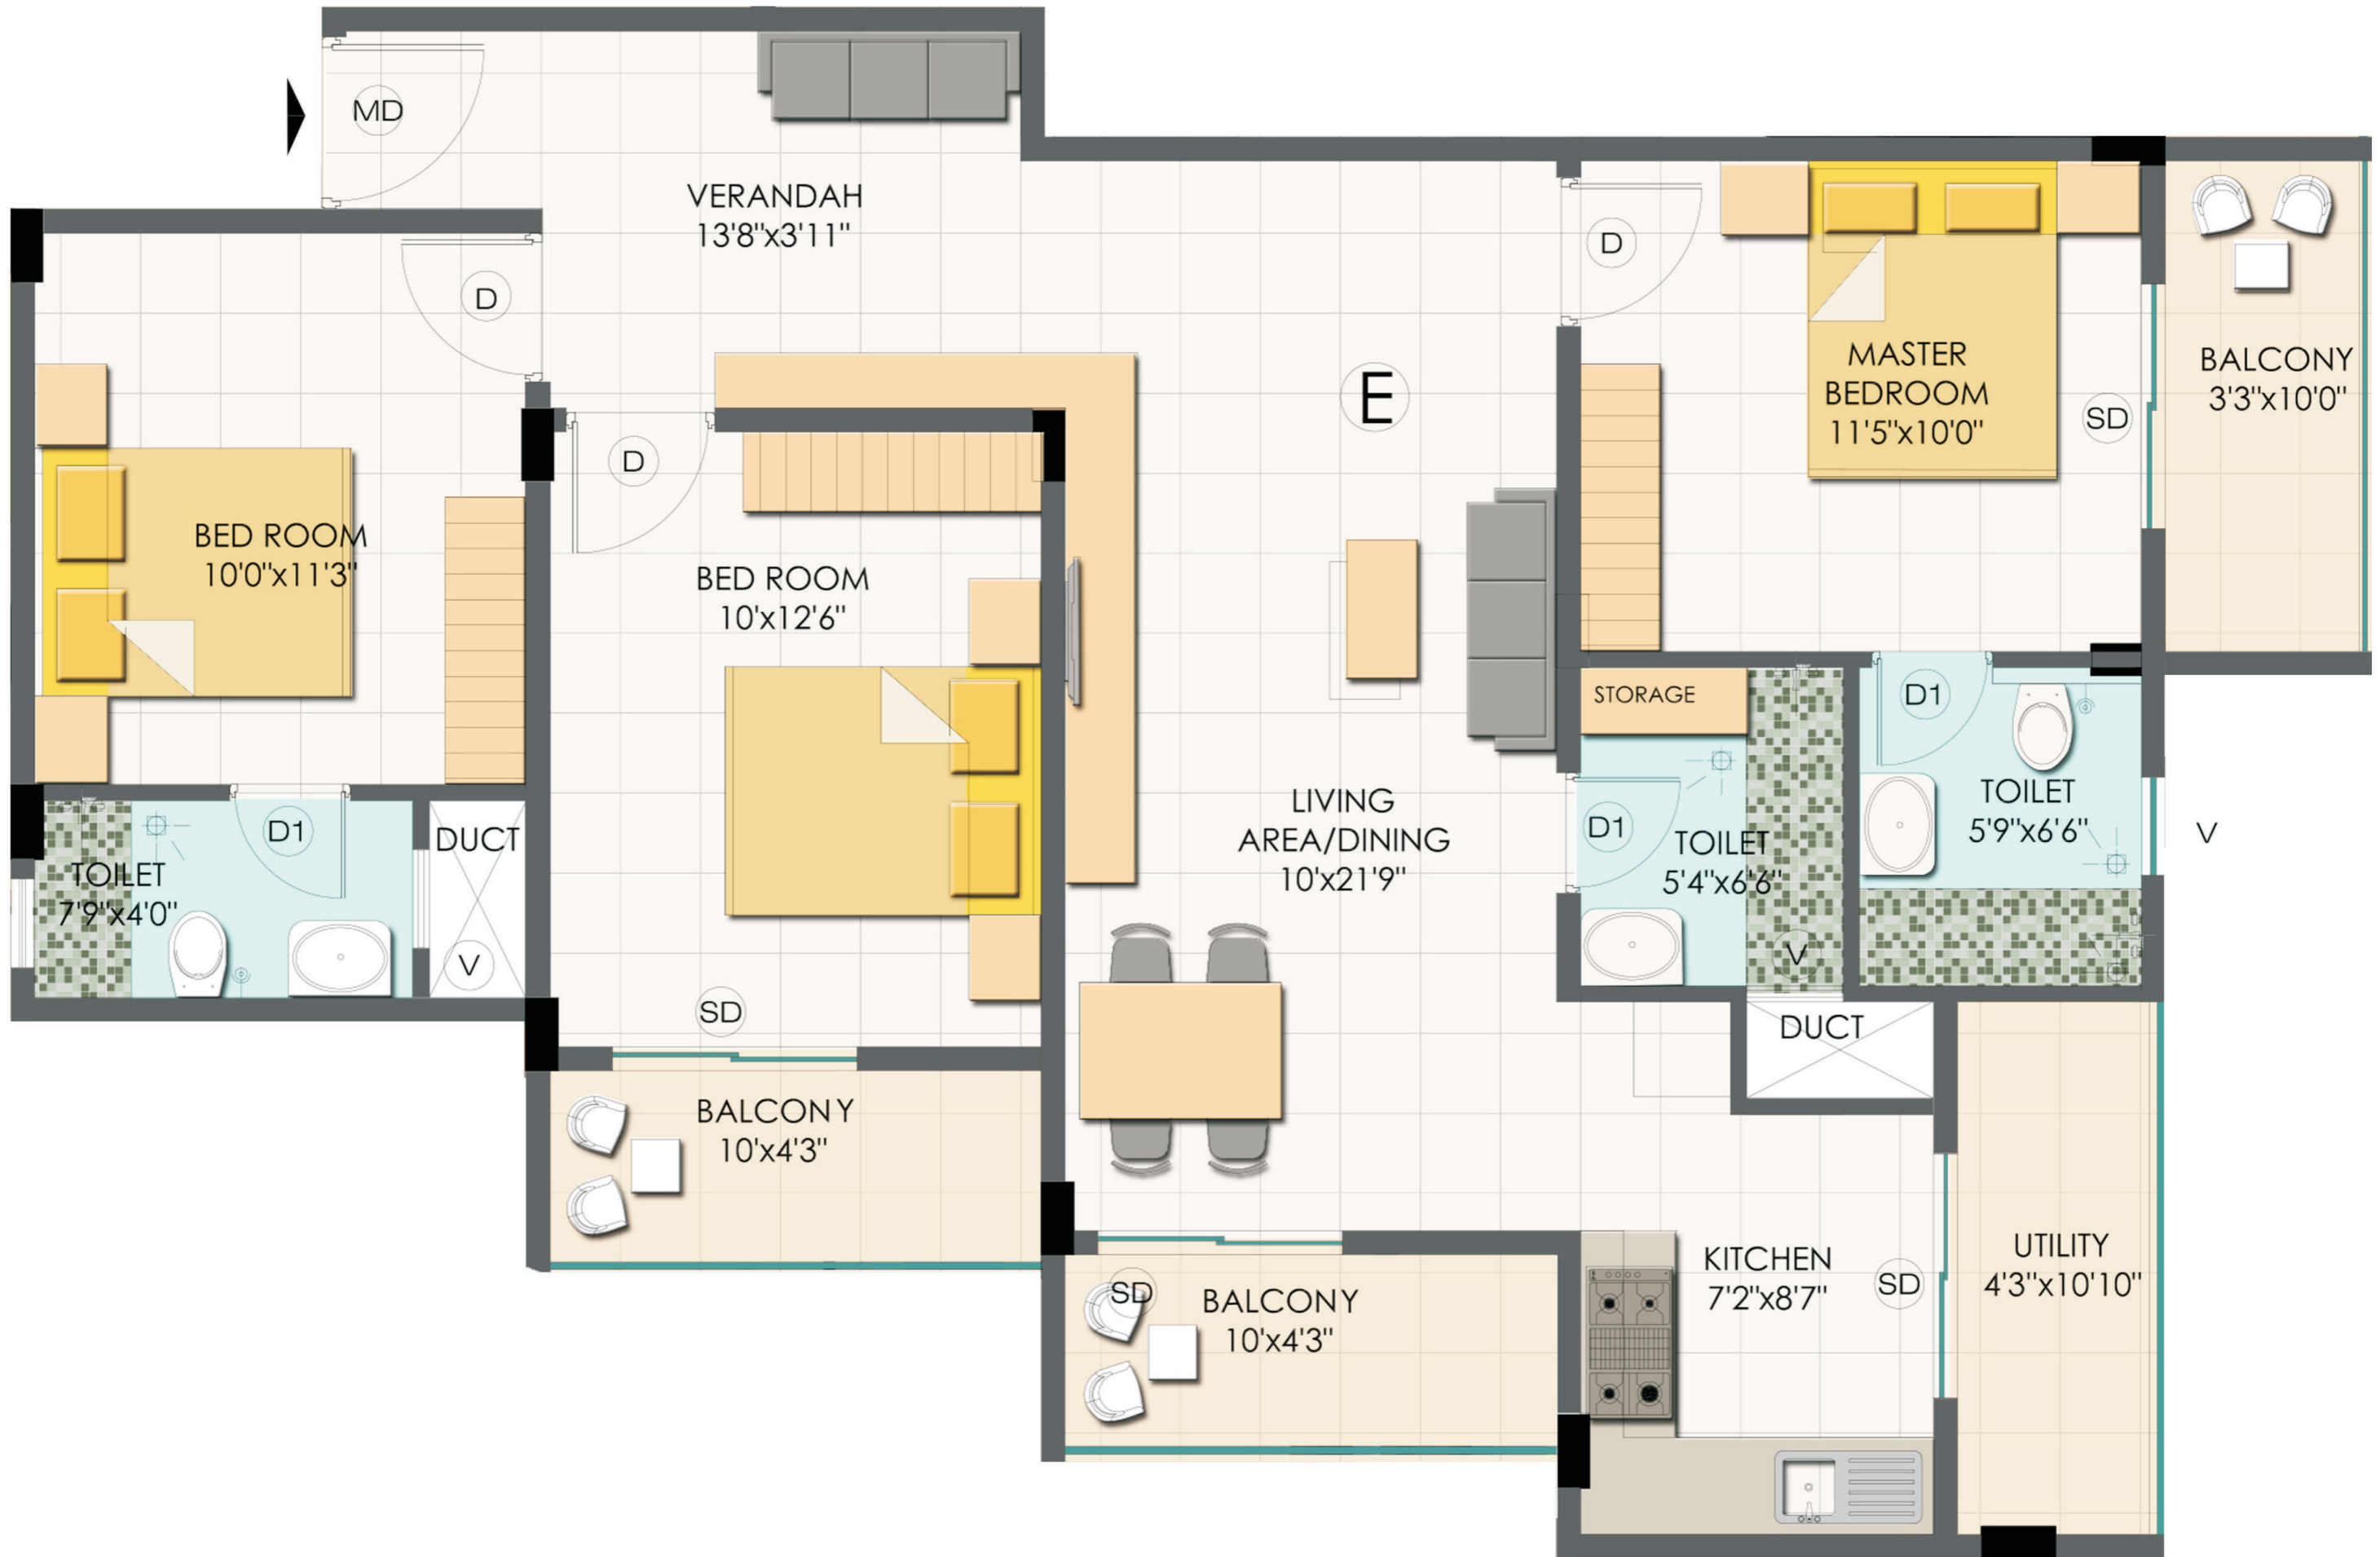 MD
VERANDAH
13'8"x3'11"
D
D
D
E
MASTER
BEDROOM
11'5"x10'0"
SD
BALCONY
3'3"x10'0"
BED ROOM
10'0"x11'3"
BED ROOM
10'x12'6"
STORAGE
D1
TOILET
5'9"x6'6"
V
LIVING
AREA/DINING
10'x21'9"
D1
TOILET
5'4"x6'6"
V
D1
TOILET
7'9"x4'0"
DUCT
V
SD
DUCT
BALCONY
10'x4'3"
SD
BALCONY
10'x4'3"
KITCHEN
7'2"x8'7"
SD
UTILITY
4'3"x10'10"